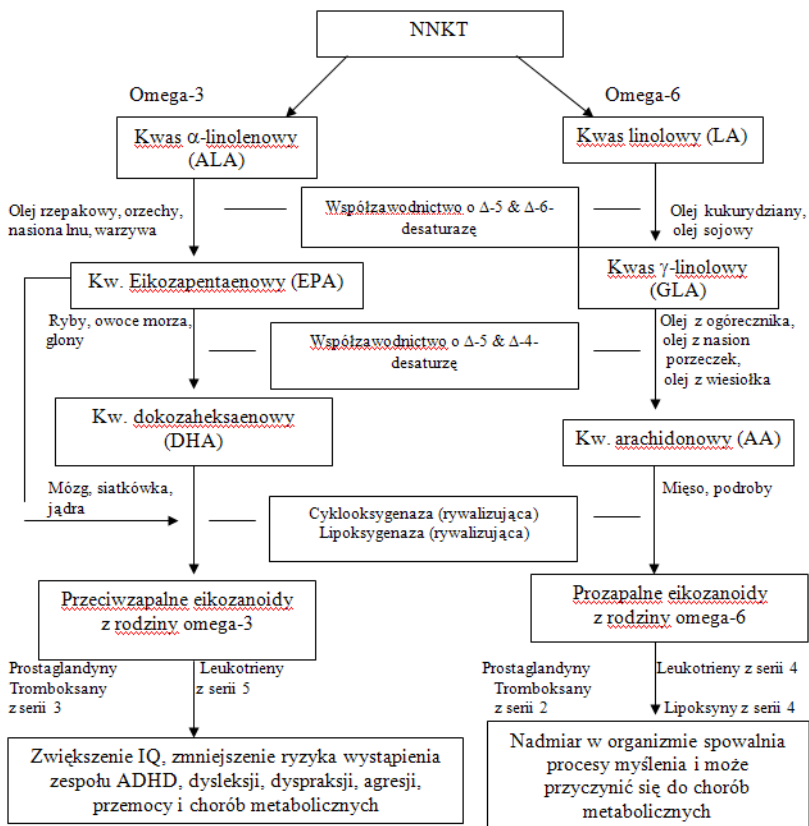 NNKT
Omega-3
Omega-6
Kwas α-linolenowy
(ALA)
Kwas linolowy (LA)
Olej rzepakowy, orzechy,
nasiona lnu, warzywa
Współzawodnictwo o Δ-5 & Δ-6-
desaturazę
Olej kukurydziany,
olej sojowy
Kw. Eikozapentaenowy (EPA)
Kwas γ-linolowy
(GLA)
Ryby, owoce morza,
glony
Współzawodnictwo o Δ-5 & Δ-4-
desaturzę
Olej z ogórecznika,
olej z nasion
porzeczek,
olej z wiesiołka
Kw. dokozaheksaenowy
(DHA)
Kw. arachidonowy (AA)
Mózg, siatkówka,
jądra
Cyklooksygenaza (rywalizująca)
Lipoksygenaza (rywalizująca)
Mięso, podroby
Przeciwzapalne eikozanoidy
z rodziny omega-3
Prozapalne eikozanoidy
z rodziny omega-6
Prostaglandyny
Tromboksany
z serii 3
Leukotrieny
z serii 5
Prostaglandyny
Tromboksany
z serii 2
Leukotrieny z serii 4
Lipoksyny z serii 4
Zwiększenie IQ, zmniejszenie ryzyka wystąpienia
zespołu ADHD, dysleksji, dyspraksji, agresji,
przemocy i chorób metabolicznych
Nadmiar w organizmie spowalnia
procesy myślenia i może
przyczynić się do chorób
metabolicznych